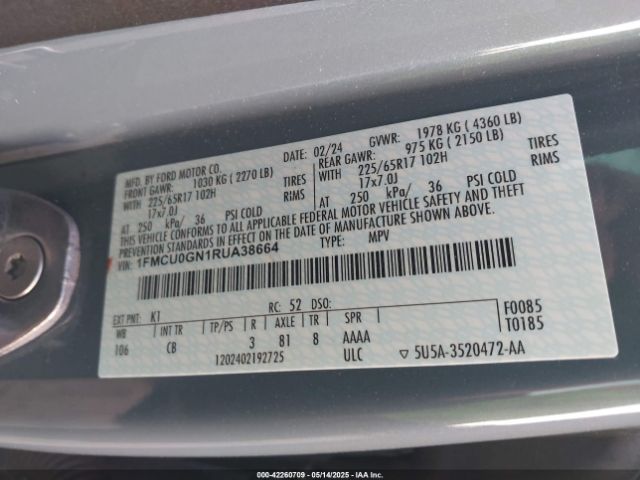 MFD. BY FORD MOTOR CO.
DATE: 02/24 GVWR: 1978 KG ( 4360 LB)
FRONT GAWR: 1030 KG ( 2270 LB) REAR GAWR: 975 KG ( 2150 LB)
WITH 225/65R17 102H TIRES WITH 225/65R17 102H TIRES
17x7.0J RIMS 17x7.0J RIMS
AT 250 kPa/ 36 PSI COLD AT 250 kPa/ 36 PSI COLD
THIS VEHICLE CONFORMS TO ALL APPLICABLE FEDERAL MOTOR VEHICLE SAFETY AND THEFT
PREVENTION STANDARDS IN EFFECT ON THE DATE OF MANUFACTURE SHOWN ABOVE.
VIN: 1FMCU0GN1RUA38664 TYPE: MPV
EXT PNT: K1 RC: 52 DSO: F0085
WB INT TR TP/PS R AXLE TR SPR T0185
106 CB 3 81 8 AAAA
1202402192725 ULC ▽ 5U5A-3520472-AA
000-42260709 - 05/14/2025 - IAAI.COM